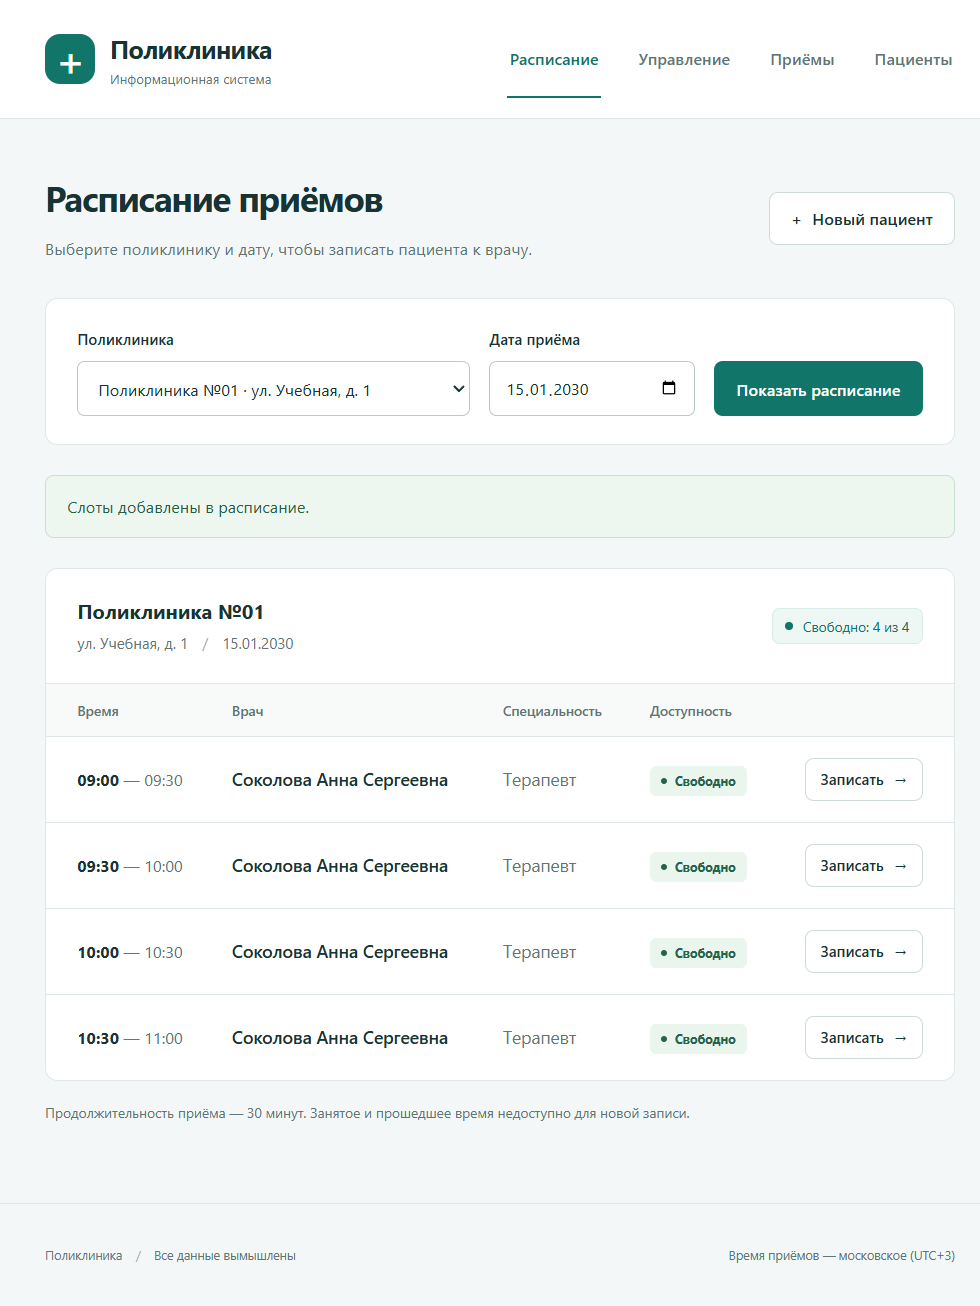 + Поликлиника
Информационная система
Расписание Управление Приёмы Пациенты
Расписание приёмов
Выберите поликлинику и дату, чтобы записать пациента к врачу.
+ Новый пациент
Поликлиника Дата приёма
Поликлиника №01 · ул. Учебная, д. 1 15.01.2030 Показать расписание
Слоты добавлены в расписание.
Поликлиника №01
ул. Учебная, д. 1 / 15.01.2030
Свободно: 4 из 4
Время Врач Специальность Доступность
09:00 — 09:30 Соколова Анна Сергеевна Терапевт Свободно Записать →
09:30 — 10:00 Соколова Анна Сергеевна Терапевт Свободно Записать →
10:00 — 10:30 Соколова Анна Сергеевна Терапевт Свободно Записать →
10:30 — 11:00 Соколова Анна Сергеевна Терапевт Свободно Записать →
Продолжительность приёма — 30 минут. Занятое и прошедшее время недоступно для новой записи.
Поликлиника / Все данные вымышлены Время приёмов — московское (UTC+3)